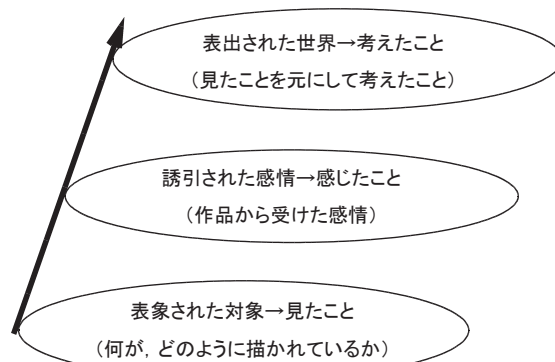 表出された世界→考えたこと
（見たことを元にして考えたこと）
誘引された感情→感じたこと
（作品から受けた感情）
表象された対象→見たこと
（何が，どのように描かれているか）